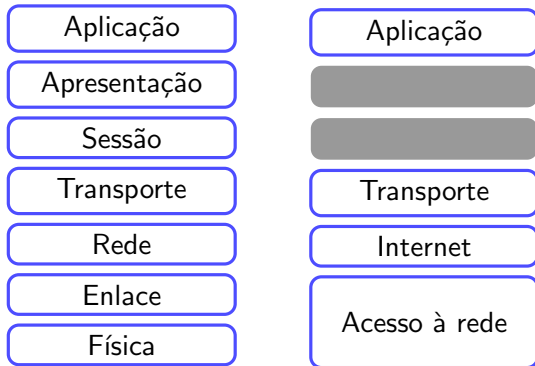 Aplicação
Apresentação
Sessão
Transporte
Rede
Enlace
Física
Aplicação
Transporte
Internet
Acesso à rede